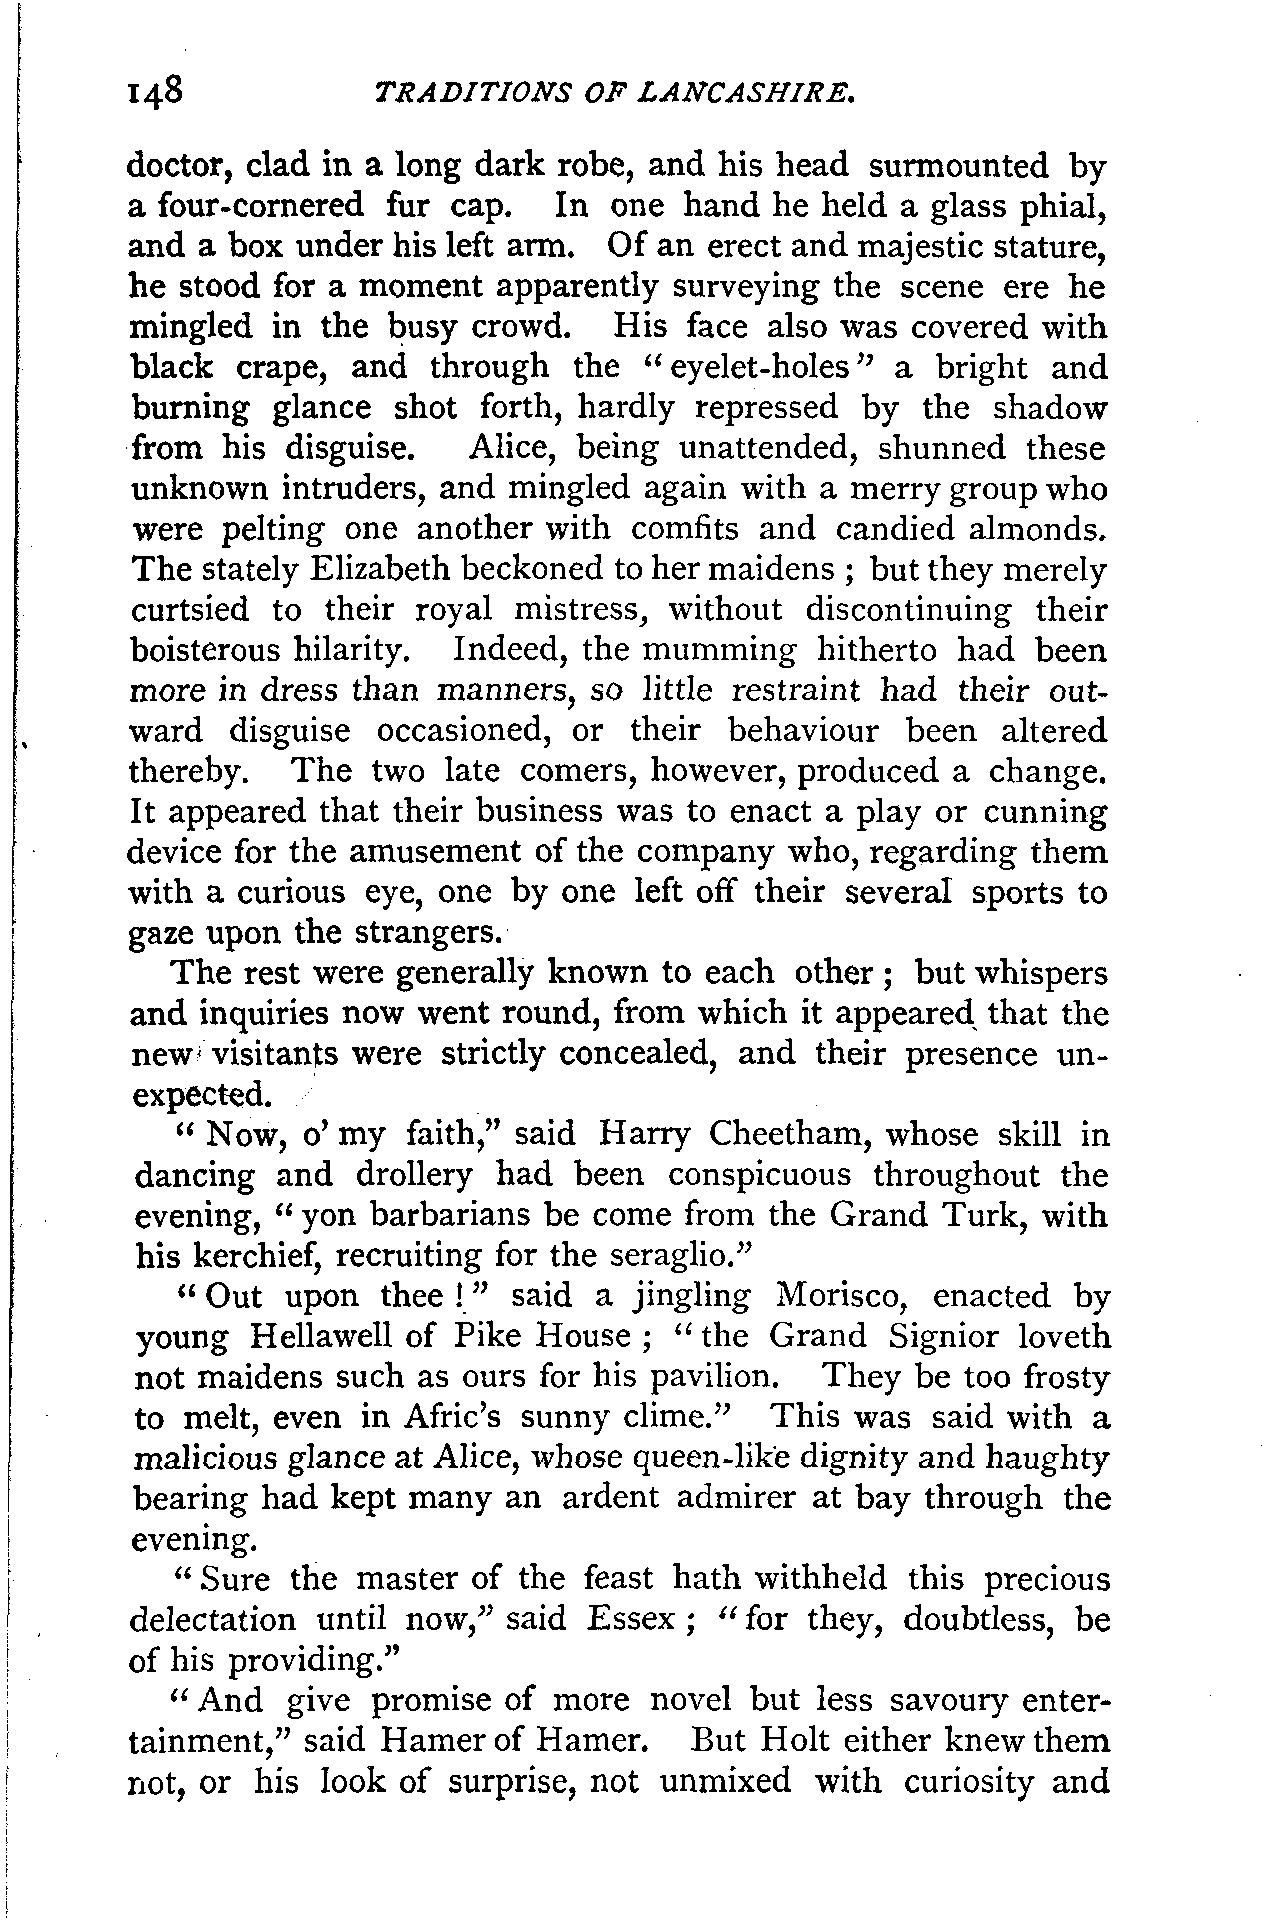 148 TRADITIONS OF LANCASHIRE.
doctor, clad in a long dark robe, and his head surmounted by
a four-cornered fur cap. In one hand he held a glass phial,
and a box under his left arm. Of an erect and majestic stature,
he stood for a moment apparently surveying the scene ere he
mingled in the busy crowd. His face also was covered with
black crape, and through the “ eyelet-holes ” a bright and
burning glance shot forth, hardly repressed by the shadow
from his disguise. Alice, being unattended, shunned these
unknown intruders, and mingled again with a merry group who
were pelting one another with comfits and candied almonds.
The stately Elizabeth beckoned to her maidens ; but they merely
curtsied to their royal mistress, without discontinuing their
boisterous hilarity. Indeed, the mumming hitherto had been
more in dress than manners, so little restraint had their out-
ward disguise occasioned, or their behaviour been altered
thereby. The two late comers, however, produced a change.
It appeared that their business was to enact a play or cunning
device for the amusement of the company who, regarding them
with a curious eye, one by one left off their several sports to
gaze upon the strangers.
The rest were generally known to each other ; but whispers
and inquiries now went round, from which it appeared that the
new visitants were strictly concealed, and their presence un-
expected.
“ Now, o’ my faith,” said Harry Cheetham, whose skill in
dancing and drollery had been conspicuous throughout the
evening, “ yon barbarians be come from the Grand Turk, with
his kerchief, recruiting for the seraglio.”
“ Out upon thee ! ” said a jingling Morisco, enacted by
young Hellawell of Pike House ; “ the Grand Signior loveth
not maidens such as ours for his pavilion. They be too frosty
to melt, even in Afric’s sunny clime.” This was said with a
malicious glance at Alice, whose queen-like dignity and haughty
bearing had kept many an ardent admirer at bay through the
evening.
“ Sure the master of the feast hath withheld this precious
delectation until now,” said Essex ; “ for they, doubtless, be
of his providing.”
“ And give promise of more novel but less savoury enter-
tainment,” said Hamer of Hamer. But Holt either knew them
not, or his look of surprise, not unmixed with curiosity and